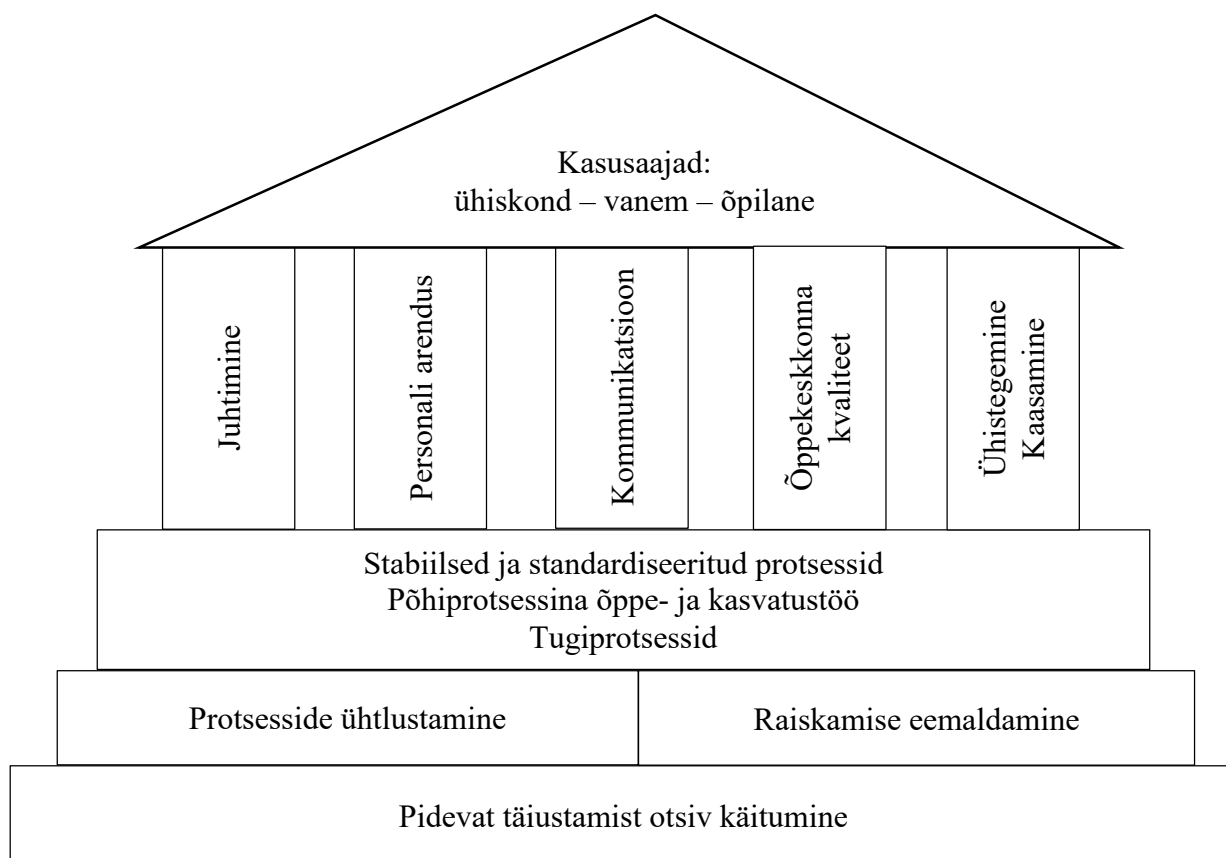 Kasusaajad:
ühiskond – vanem – õpilane
Juhtimine
Personali arendus
Kommunikatsioon
Õppekeskkonna
kvaliteet
Ühistegemine
Kaasamine
Stabiilsed ja standardiseeritud protsessid
Põhiprotsessina õppe- ja kasvatustöö
Tugiprotsessid
Protsesside ühtlustamine
Raiskamise eemaldamine
Pidevat täiustamist otsiv käitumine